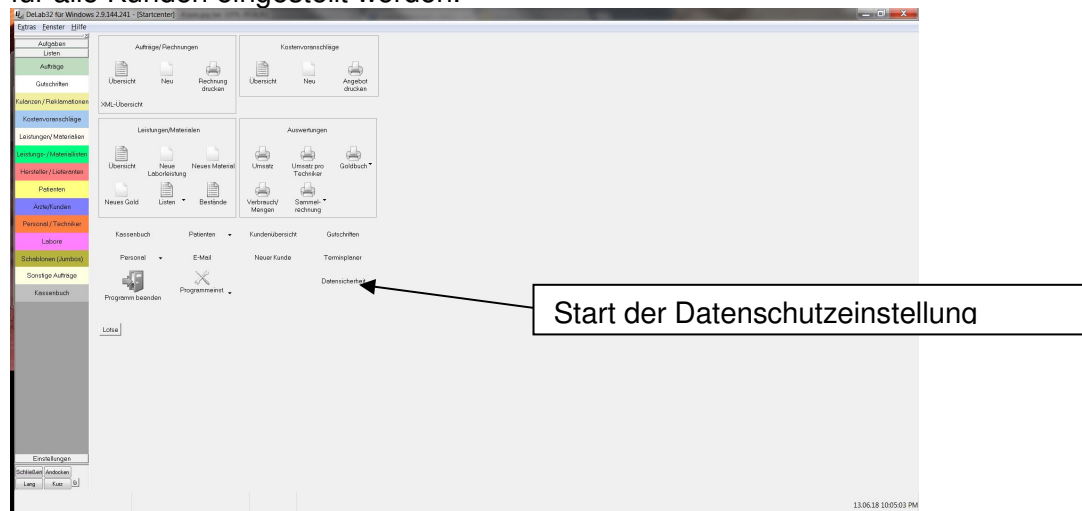 für alle Kunden eingestellt werden.
DeLab32 für Windows 2.9.144.241 - [Startcenter]
Extras Fenster Hilfe
Aufgaben
Listen
Aufträge
Gutschriften
Kulanzen / Reklamationen
Kostenvoranschläge
Leistungen/ Materialien
Leistungs- / Materiallisten
Hersteller / Lieferanten
Patienten
Ärzte/Kunden
Personal / Techniker
Labore
Schablonen (Jumbos)
Sonstige Aufträge
Kassenbuch
Einstellungen
Schließen Andocken
Lang Kurz
Aufträge/ Rechnungen
Übersicht Neu Rechnung drucken
XML-Übersicht
Kostenvoranschläge
Übersicht Neu Angebot drucken
Leistungen/Materialen
Übersicht Neue Laborleistung Neues Material
Neues Gold Listen Bestände
Auswertungen
Umsatz Umsatz pro Techniker Goldbuch
Verbrauch/ Mengen Sammel- rechnung
Kassenbuch Patienten Kundenübersicht Gutschriften
Personal E-Mail Neuer Kunde Terminplaner
Programm beenden Programmeinst. Datensicherheit
Lotse
Start der Datenschutzeinstellung
13.06.18 10:05:03 PM